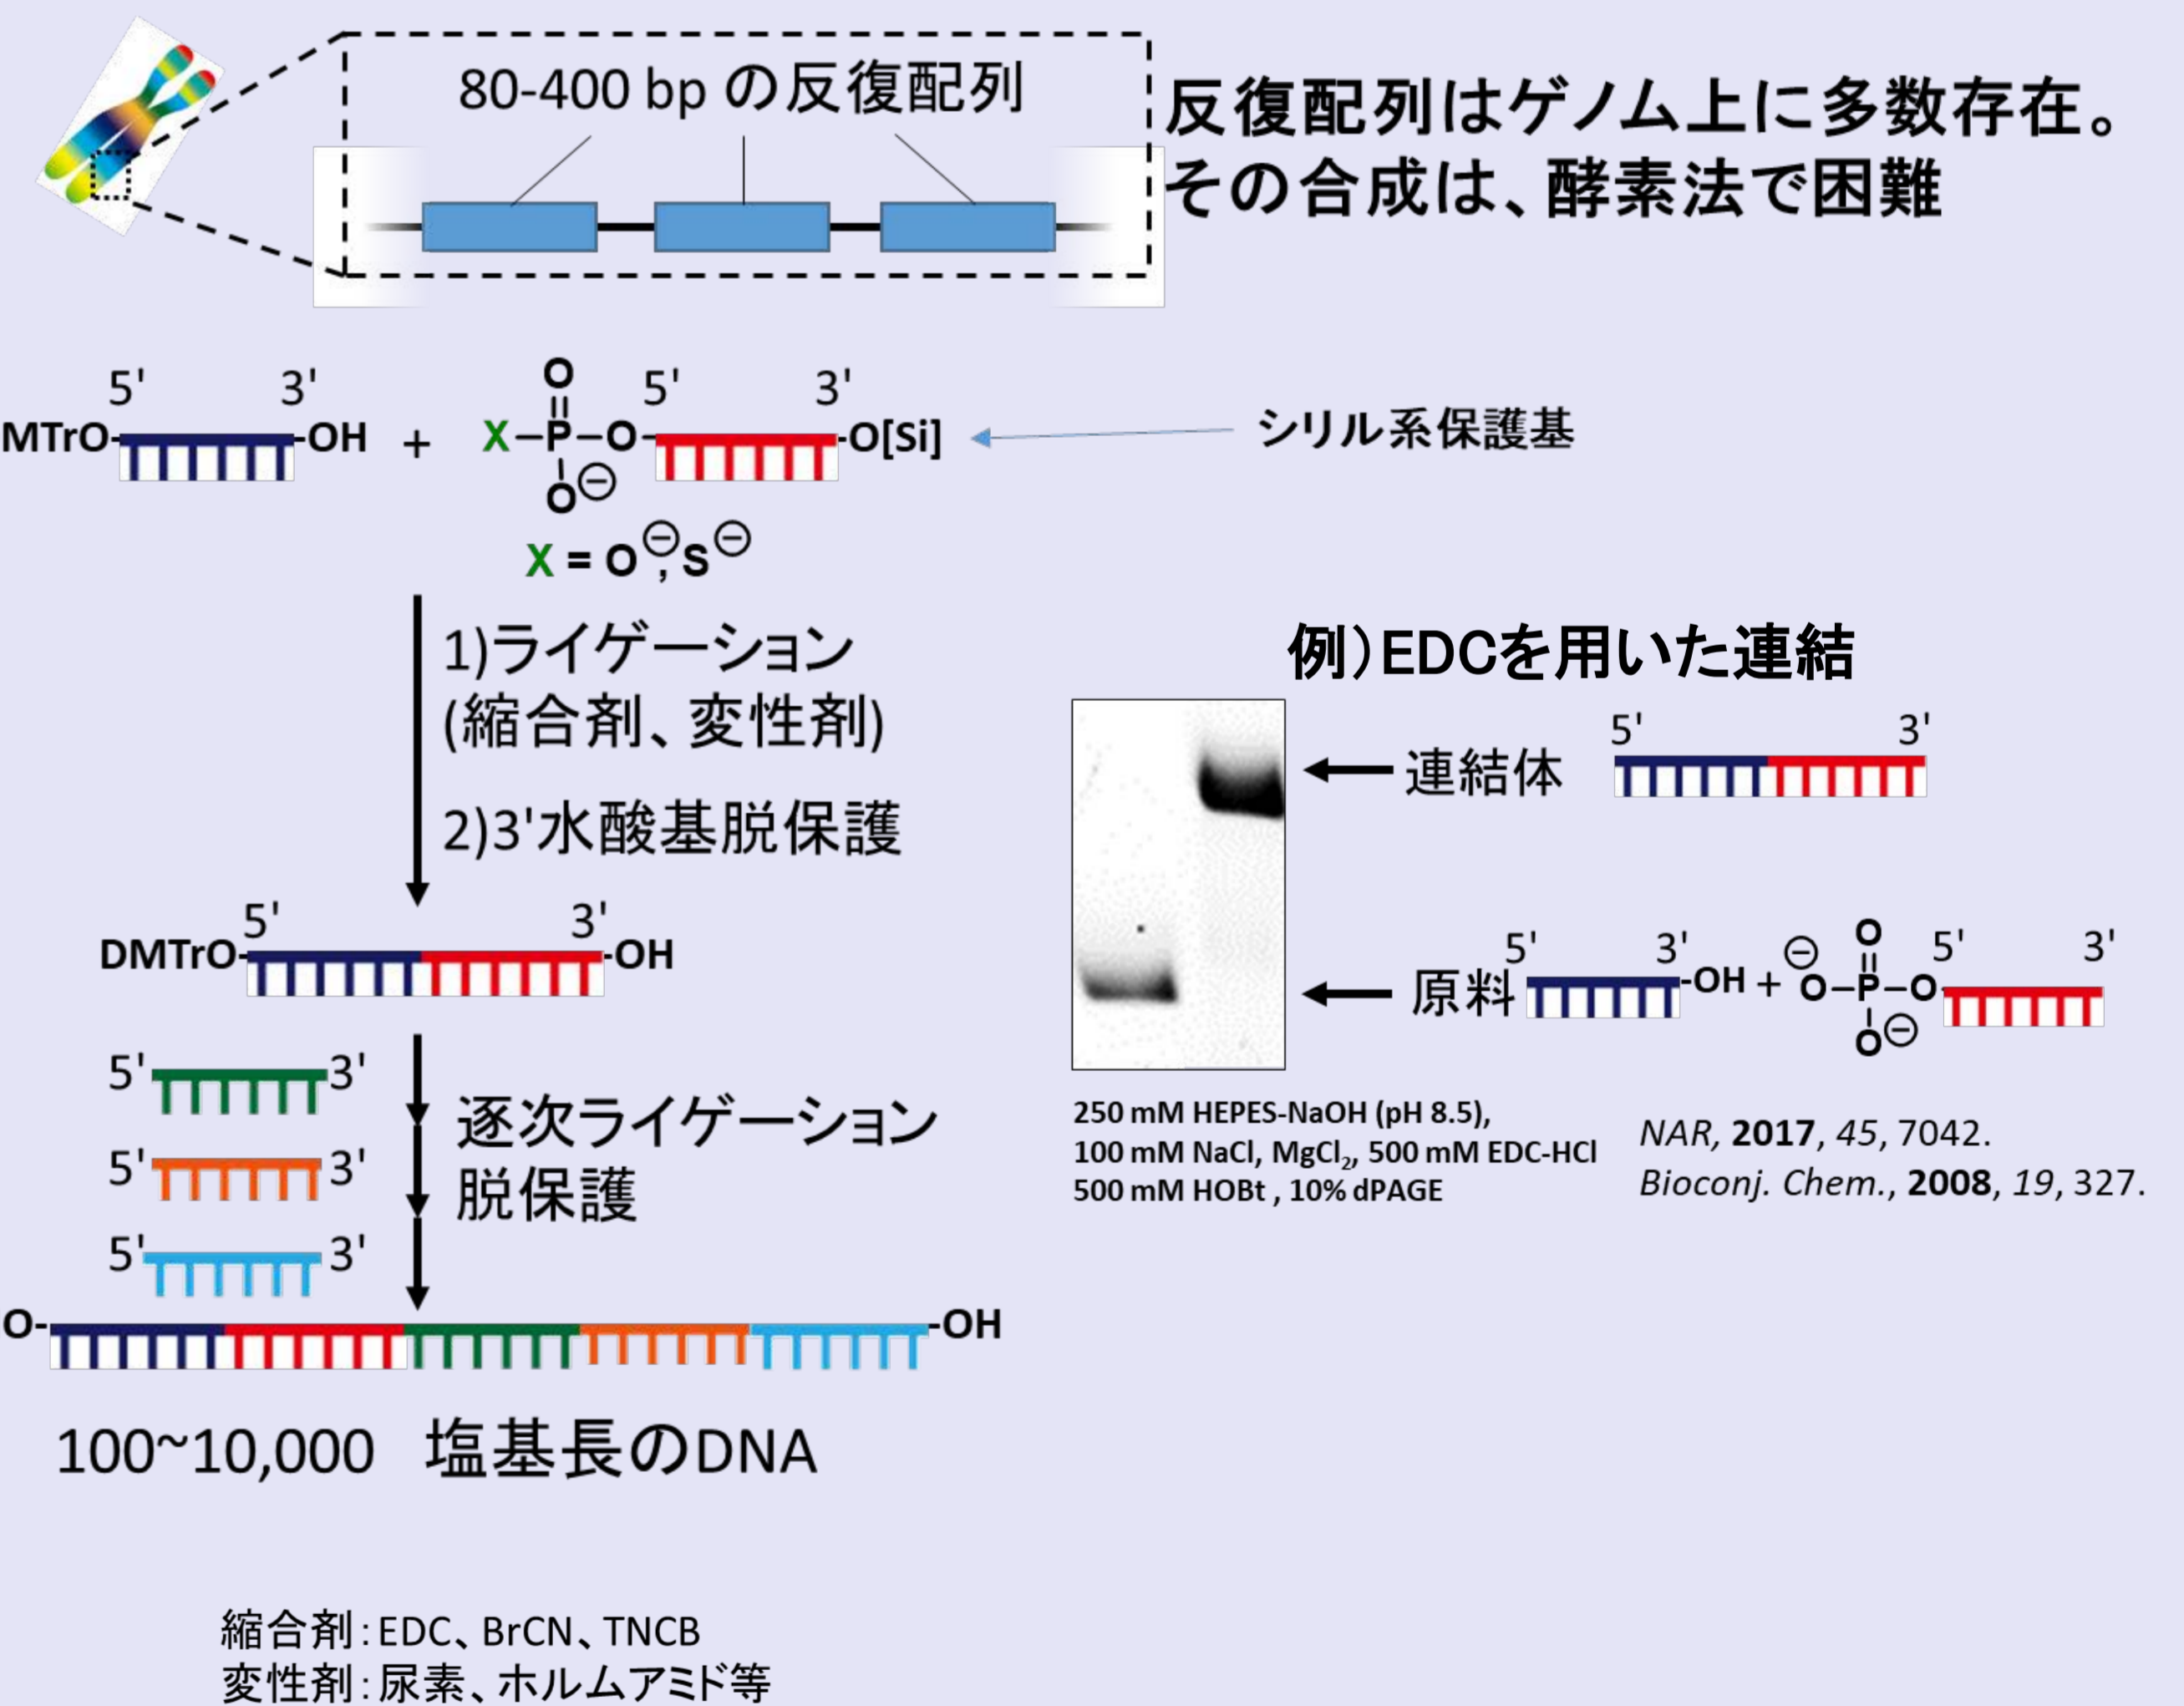 80-400 bp の反復配列
反復配列はゲノム上に多数存在。
その合成は、酵素法で困難
5' 3'
MTrO- -OH + X–P–O- -O[Si]
O
O⊖
5' 3'
シリル系保護基
X = O⊖, S⊖
1)ライゲーション
(縮合剤、変性剤)
2)3'水酸基脱保護
5' 3'
DMTrO- -OH
5' 3'
5' 3'
5' 3'
逐次ライゲーション
脱保護
O- -OH
100~10,000 塩基長のDNA
例)EDCを用いた連結
5' 3'
連結体
5' 3' 5' 3'
原料 -OH + ⊖O–P–O
O
O⊖
250 mM HEPES-NaOH (pH 8.5),
100 mM NaCl, MgCl₂, 500 mM EDC-HCl
500 mM HOBt , 10% dPAGE
NAR, 2017, 45, 7042.
Bioconj. Chem., 2008, 19, 327.
縮合剤：EDC、BrCN、TNCB
変性剤：尿素、ホルムアミド等